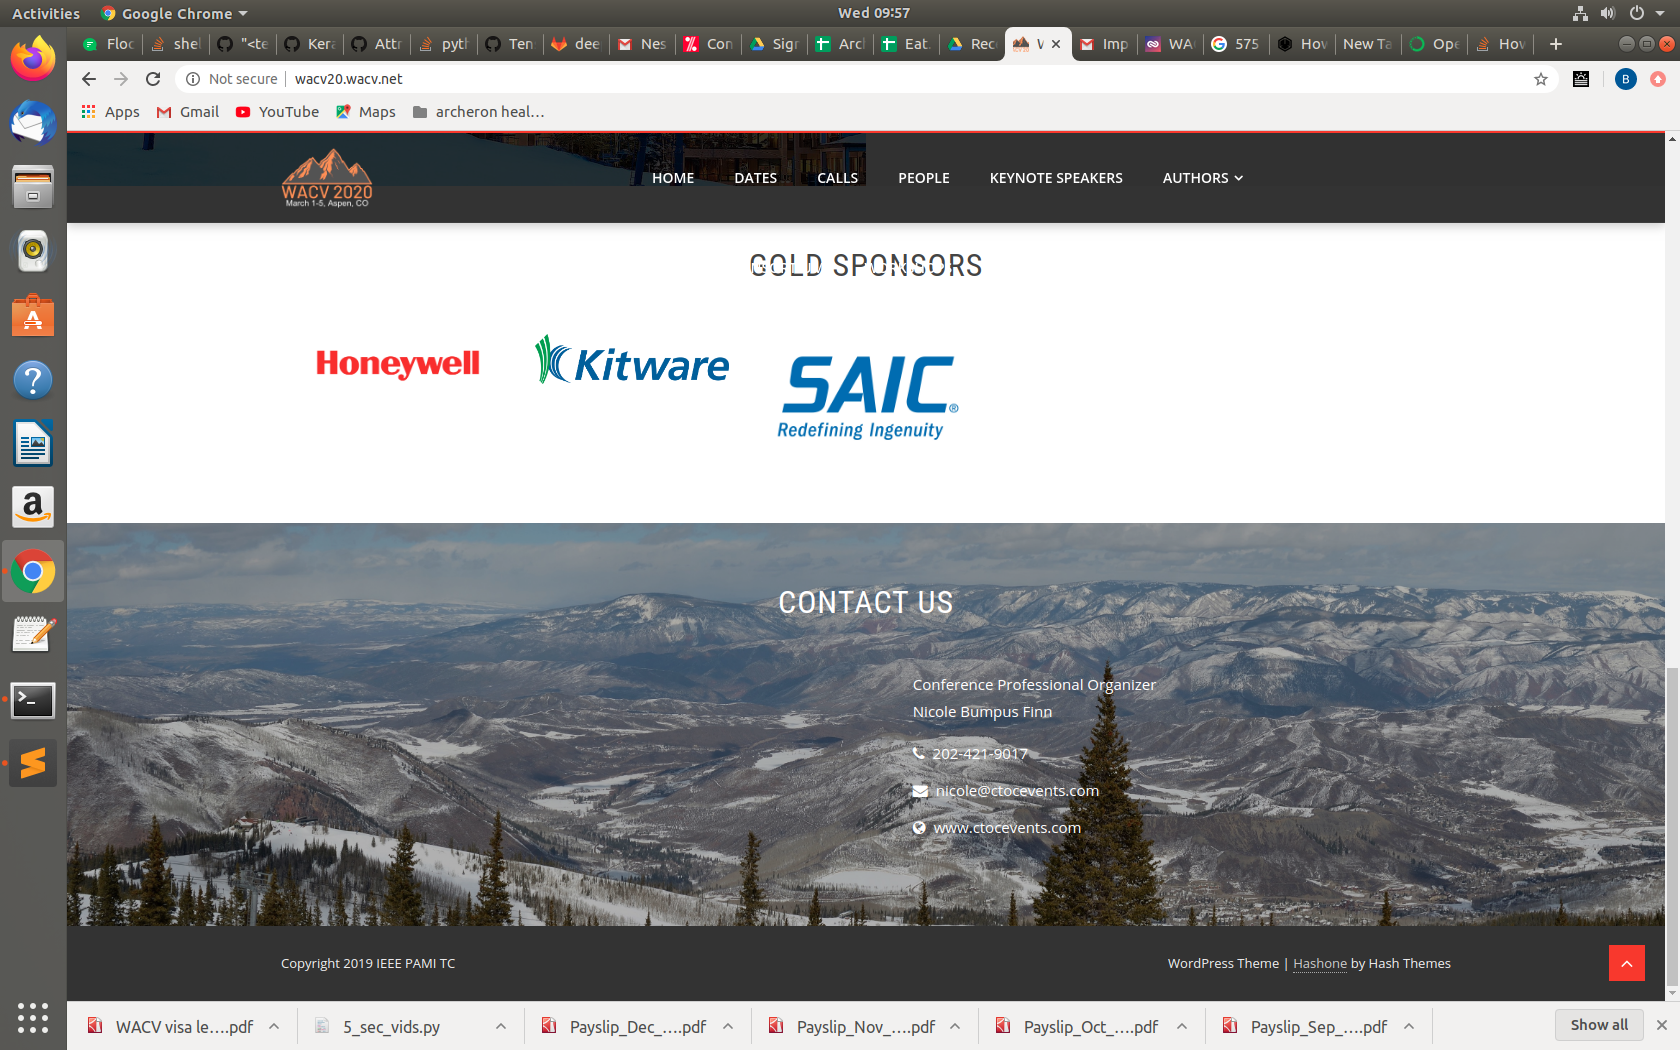 Activities Google Chrome Wed 09:57
Floc shel "<te Kera Attr pyth Ten dee Nes Con Sigr Arcl Eat. Rec Imp WA 575 How New Ta Ope How
Not secure wacv20.wacv.net B
Apps Gmail YouTube Maps archeron heal...
WACV 2020
March 1-5, Aspen, CO
HOME DATES CALLS PEOPLE KEYNOTE SPEAKERS AUTHORS
GOLD SPONSORS
Honeywell Kitware SAIC®
Redefining Ingenuity
CONTACT US
Conference Professional Organizer
Nicole Bumpus Finn
202-421-9017
nicole@ctocevents.com
www.ctocevents.com
Copyright 2019 IEEE PAMI TC WordPress Theme | Hashone by Hash Themes
WACV visa le....pdf 5_sec_vids.py Payslip_Dec_....pdf Payslip_Nov_....pdf Payslip_Oct_....pdf Payslip_Sep_....pdf Show all